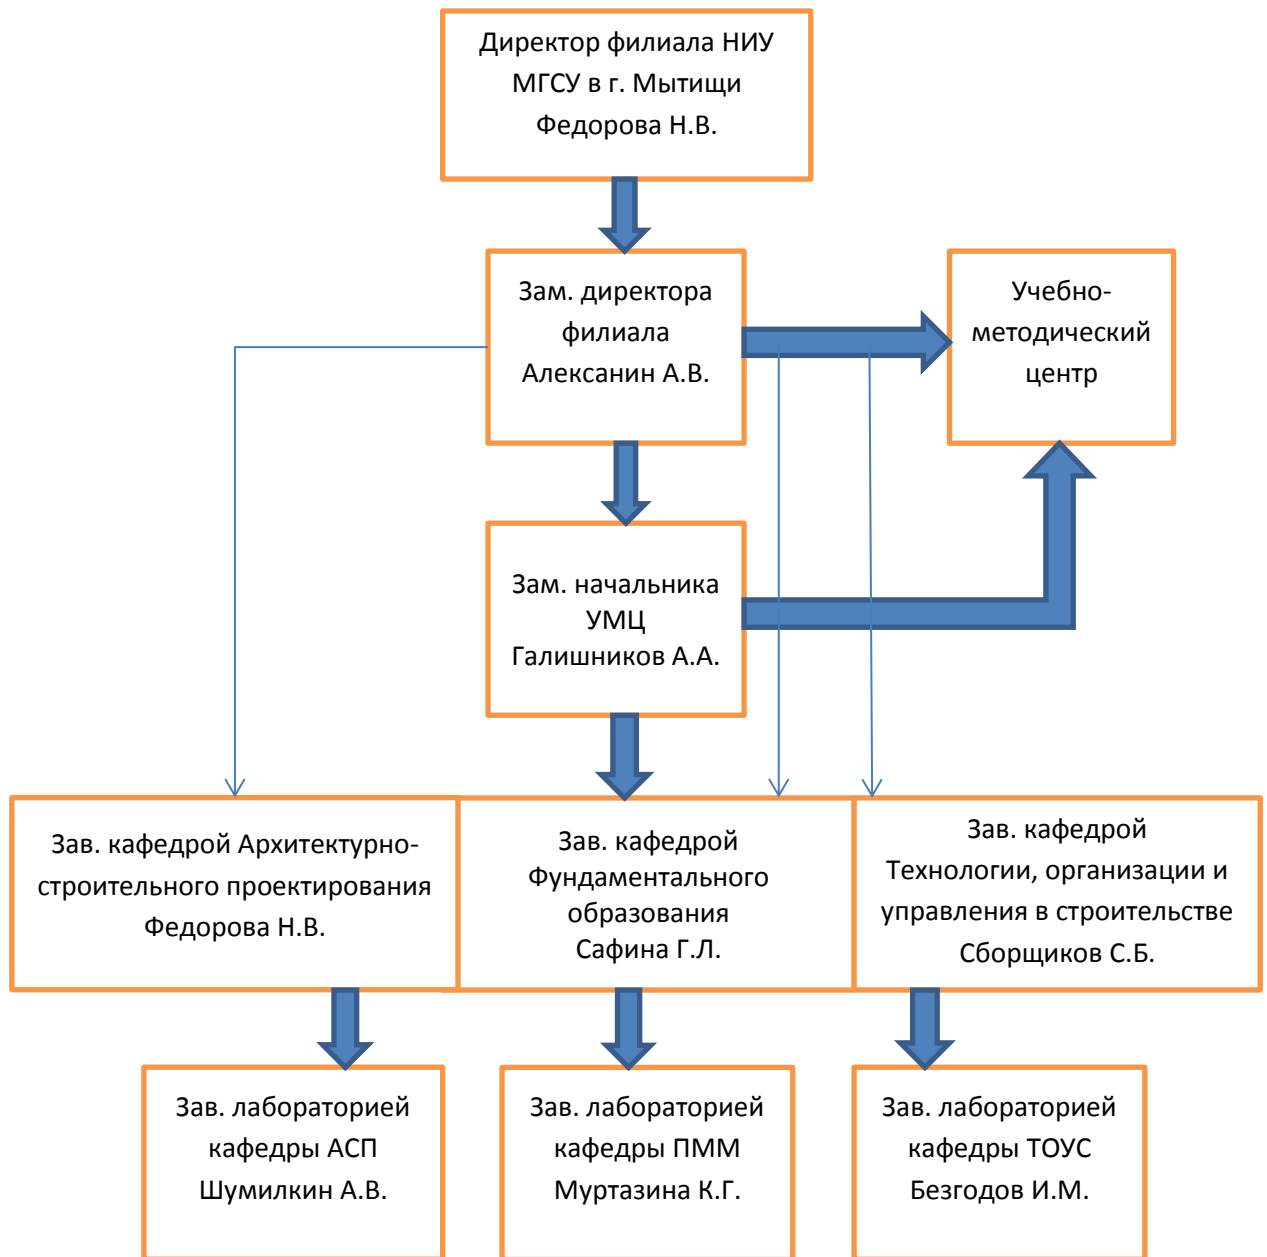 Директор филиала НИУ
МГСУ в г. Мытищи
Федорова Н.В.
Зам. директора
филиала
Алексанин А.В.
Учебно-
методический
центр
Зам. начальника
УМЦ
Галишников А.А.
Зав. кафедрой Архитектурно-
строительного проектирования
Федорова Н.В.
Зав. кафедрой
Фундаментального
образования
Сафина Г.Л.
Зав. кафедрой
Технологии, организации и
управления в строительстве
Сборщиков С.Б.
Зав. лабораторией
кафедры АСП
Шумилкин А.В.
Зав. лабораторией
кафедры ПММ
Муртазина К.Г.
Зав. лабораторией
кафедры ТОУС
Безгодов И.М.